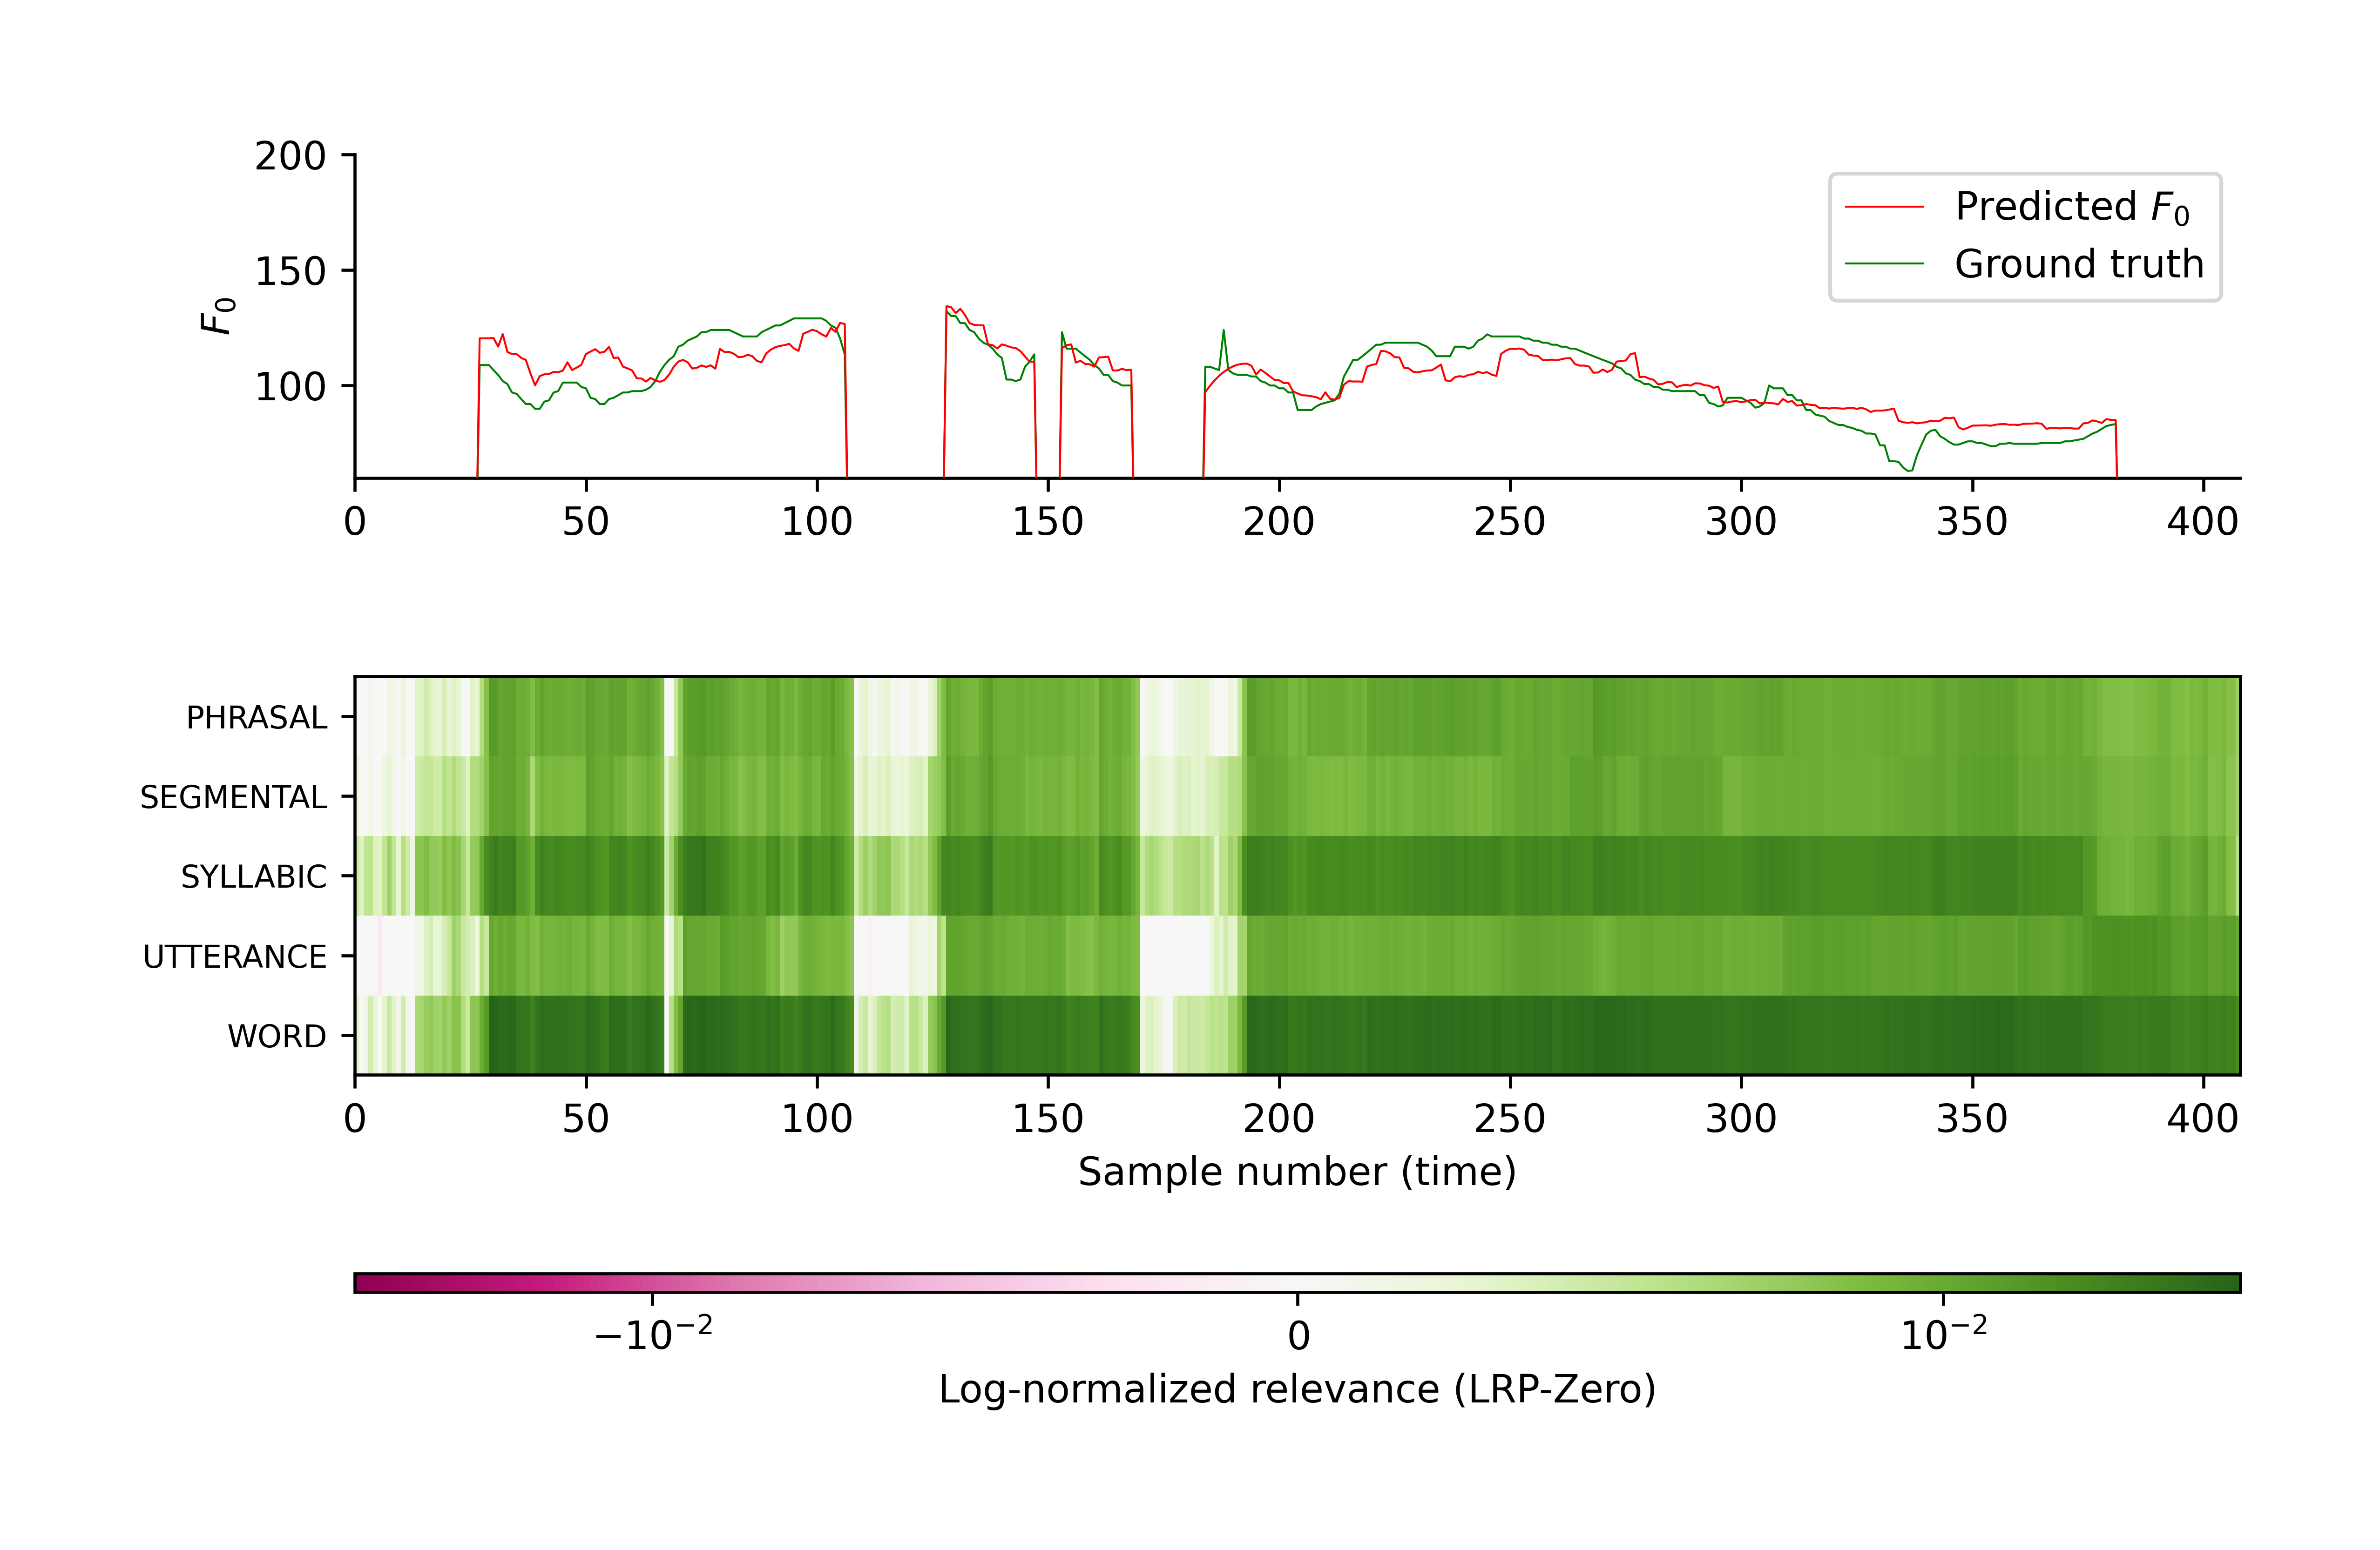 200
150
100
F₀
Predicted F₀
Ground truth
0 50 100 150 200 250 300 350 400
PHRASAL
SEGMENTAL
SYLLABIC
UTTERANCE
WORD
0 50 100 150 200 250 300 350 400
Sample number (time)
−10⁻² 0 10⁻²
Log-normalized relevance (LRP-Zero)